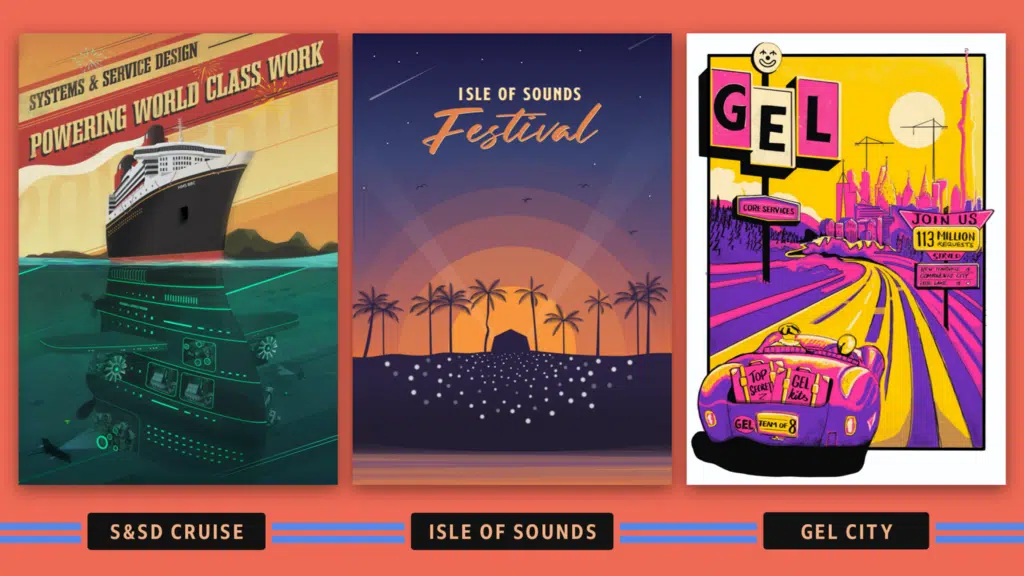 SYSTEMS & SERVICE DESIGN
POWERING WORLD CLASS WORK
ISLE OF SOUNDS
Festival
GEL
CORE SERVICES
JOIN US
113 MILLION
REQUESTS
SERVED
TOP
SECRET
GEL
kits
GEL
TEAM OF 8
S&SD CRUISE
ISLE OF SOUNDS
GEL CITY